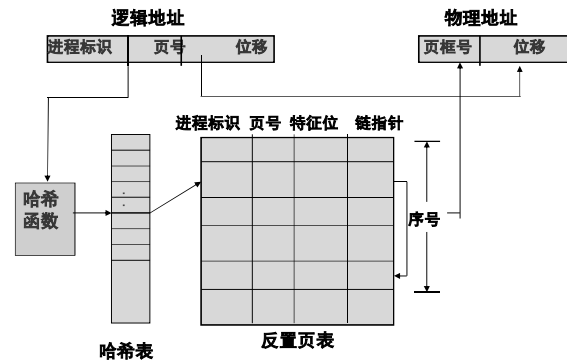 逻辑地址
物理地址
进程标识 页号 位移
页框号 位移
进程标识 页号 特征位 链指针
哈希
函数
序号
哈希表
反置页表